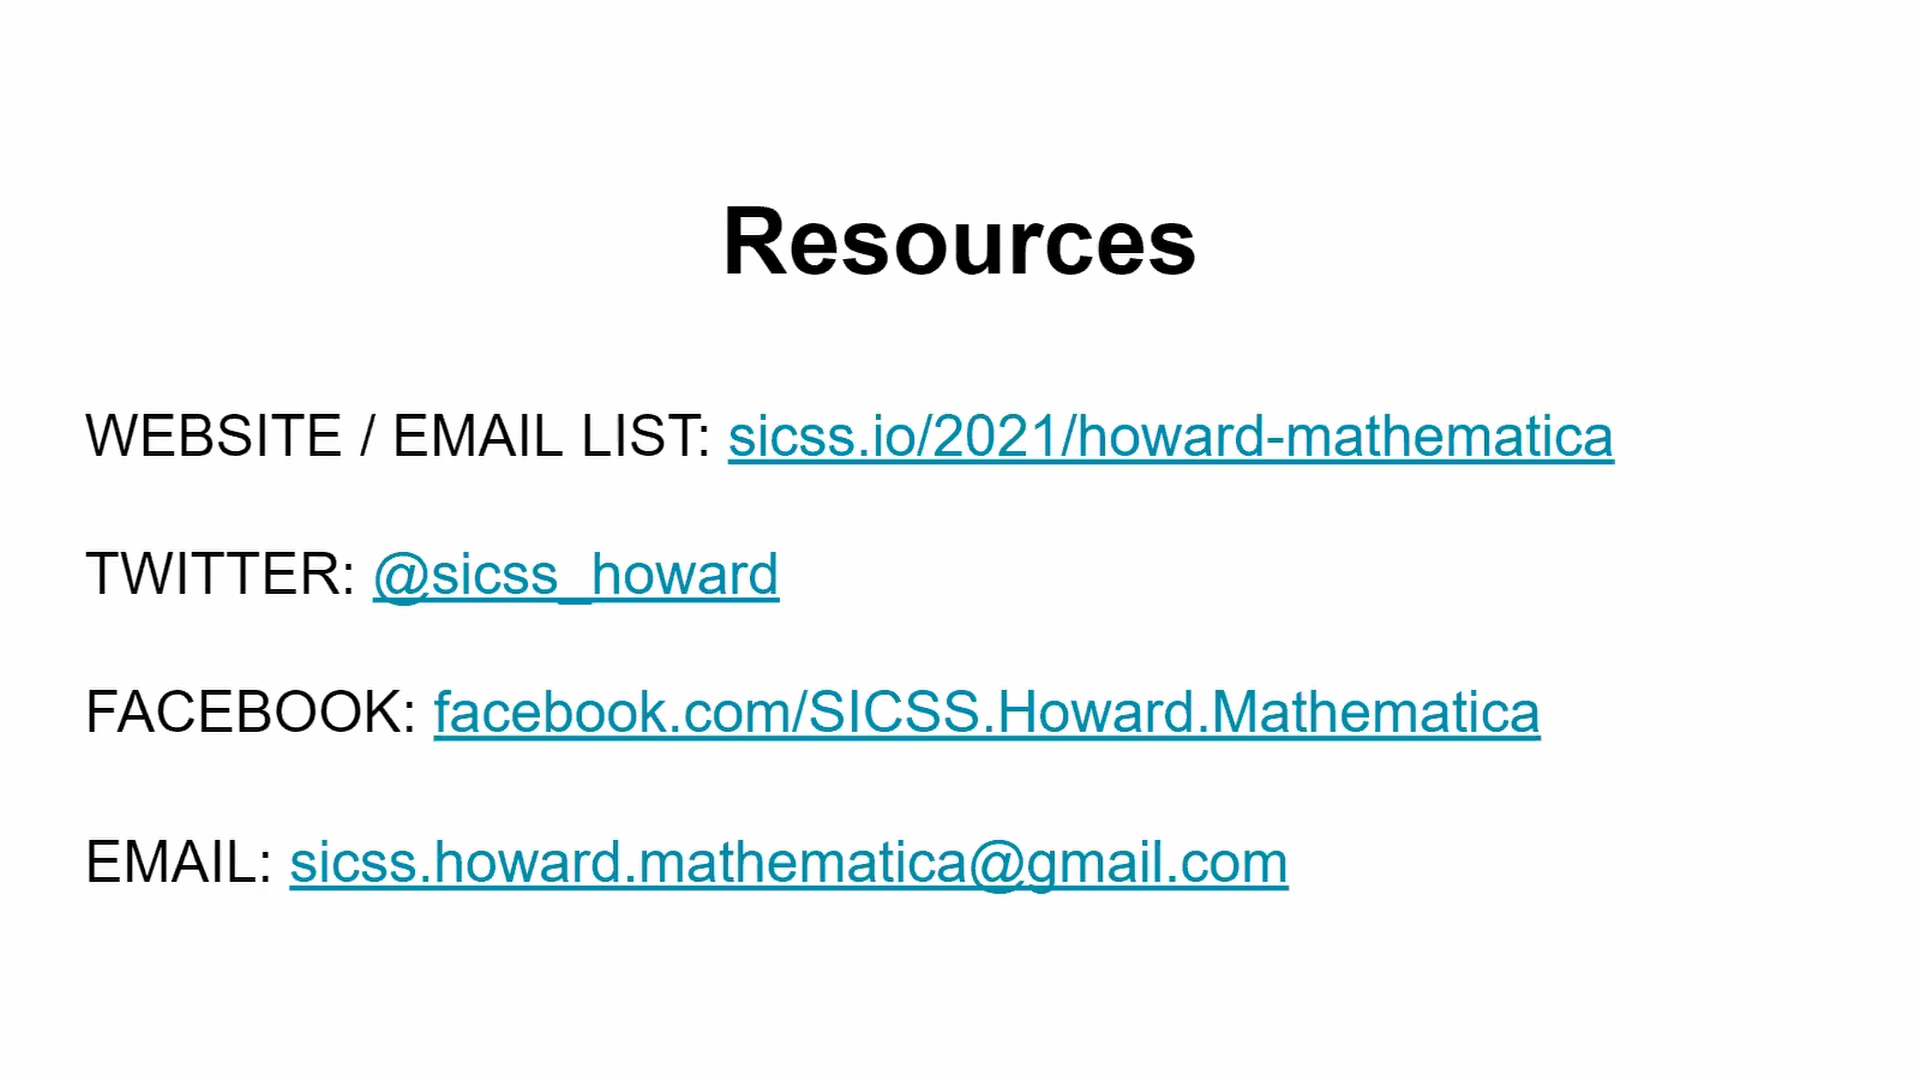 Resources
WEBSITE / EMAIL LIST: sicss.io/2021/howard-mathematica
TWITTER: @sicss_howard
FACEBOOK: facebook.com/SICSS.Howard.Mathematica
EMAIL: sicss.howard.mathematica@gmail.com